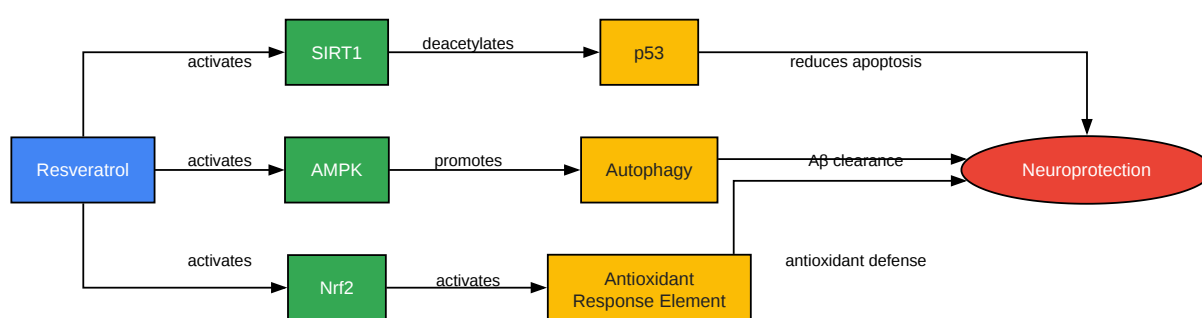 SIRT1
deacetylates
p53
activates
reduces apoptosis
Resveratrol
activates
AMPK
promotes
Autophagy
Aβ clearance
Neuroprotection
activates
antioxidant defense
Nrf2
activates
Antioxidant
Response Element